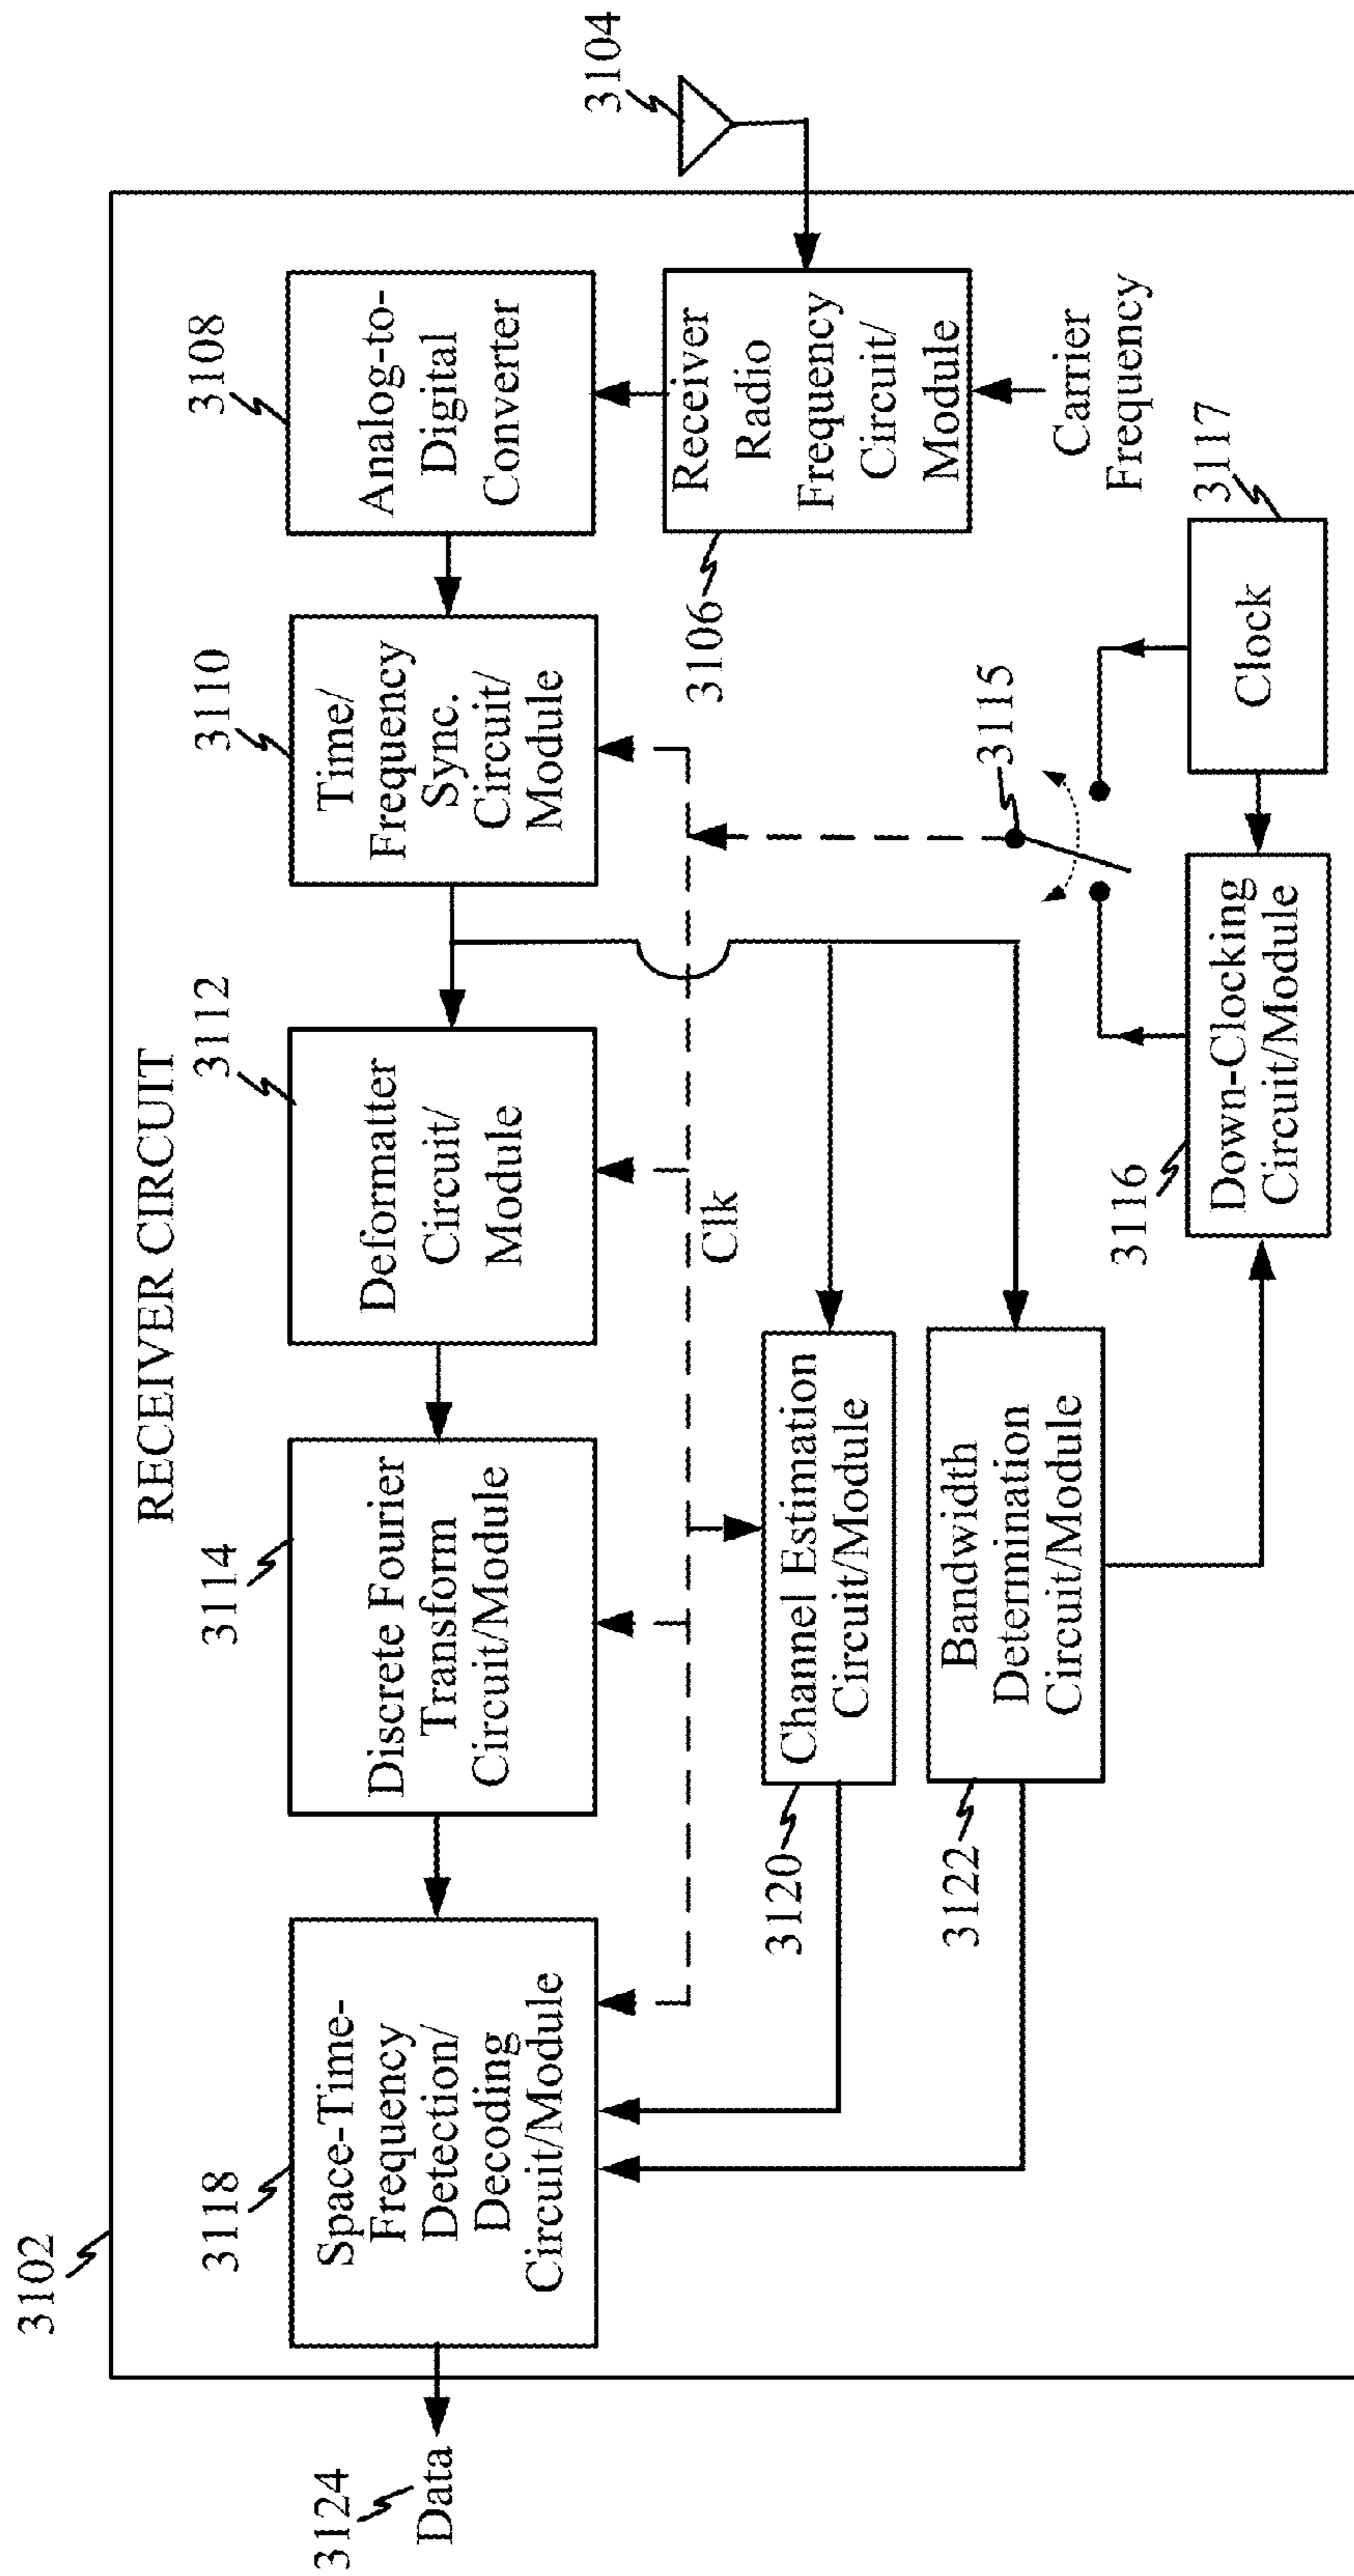 RECEIVER CIRCUIT
3102
3124
Data
3118
Space-Time-
Frequency
Detection/
Decoding
Circuit/Module
3114
Discrete Fourier
Transform
Circuit/Module
3112
Deformatter
Circuit/
Module
3110
Time/
Frequency
Sync.
Circuit/
Module
3108
Analog-to-
Digital
Converter
3104
3106
Receiver
Radio
Frequency
Circuit/
Module
Carrier
Frequency
Clk
3120
Channel Estimation
Circuit/Module
3122
Bandwidth
Determination
Circuit/Module
3115
3116
Down-Clocking
Circuit/Module
3117
Clock